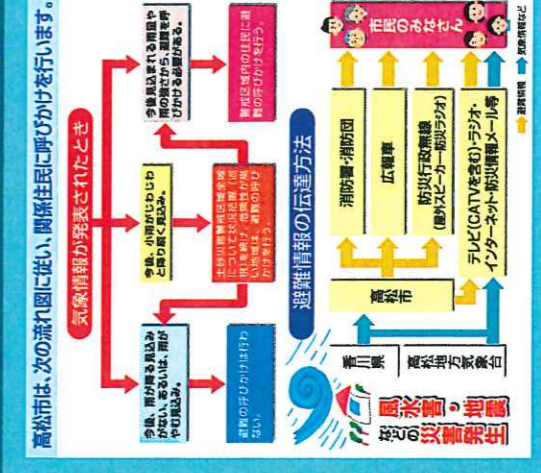 高松市は、次の流れ図に従い、関係住民に呼びかけを行います。
気象情報が発表されたとき
今後、雨が降る見込み
がない、あるいは、雨が
やむ見込み。
避難の呼びかけは行わ
ない。
今後、小雨がじわじわ
と降り続く見込み。
土砂災害警戒区域全域
について状況把握(点
検)を続け、危険性が高
い地域は、避難の呼び
かけを行う。
今後見込まれる雨量や
雨の強さから、避難を呼
びかける必要がある。
警戒区域内の住民に避
難の呼びかけを行う。
避難情報の伝達方法
風水害・地震
などの災害発生
香川県
高松地方気象台
高松市
消防署・消防団
広報車
防災行政無線
(屋外スピーカー・防災ラジオ)
テレビ(CATVを含む)・ラジオ・
インターネット・防災情報メール等
市民のみなさん
避難情報
気象情報など